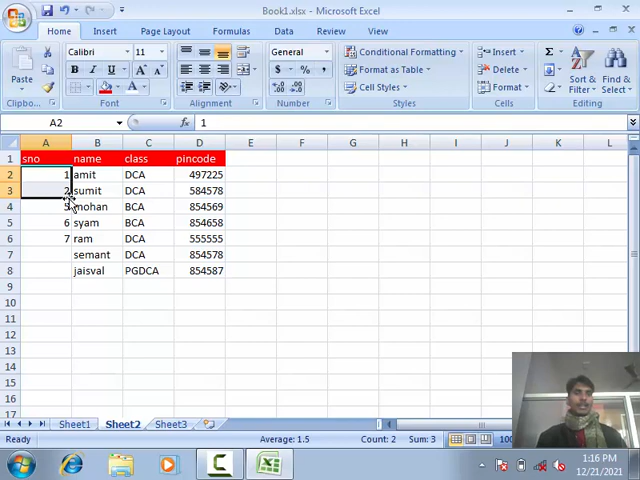 Book1.xlsx - Microsoft Excel
Home Insert Page Layout Formulas Data Review View
Calibri 11
General
Conditional Formatting
Format as Table
Cell Styles
Insert
Delete
Format
Paste
B I U
$ % ,
Sort & Filter
Find & Select
Clipboard Font Alignment Number Styles Cells Editing
A2 fx 1
A B C D E F G H I J K L
1 sno name class pincode
2 1 amit DCA 497225
3 2 sumit DCA 584578
4 5 mohan BCA 854569
5 6 syam BCA 854658
6 7 ram DCA 555555
7 semant DCA 854578
8 jaisval PGDCA 854587
9
10
11
12
13
14
15
16
17
Sheet1 Sheet2 Sheet3
Ready Average: 1.5 Count: 2 Sum: 3
1:16 PM
12/21/2021